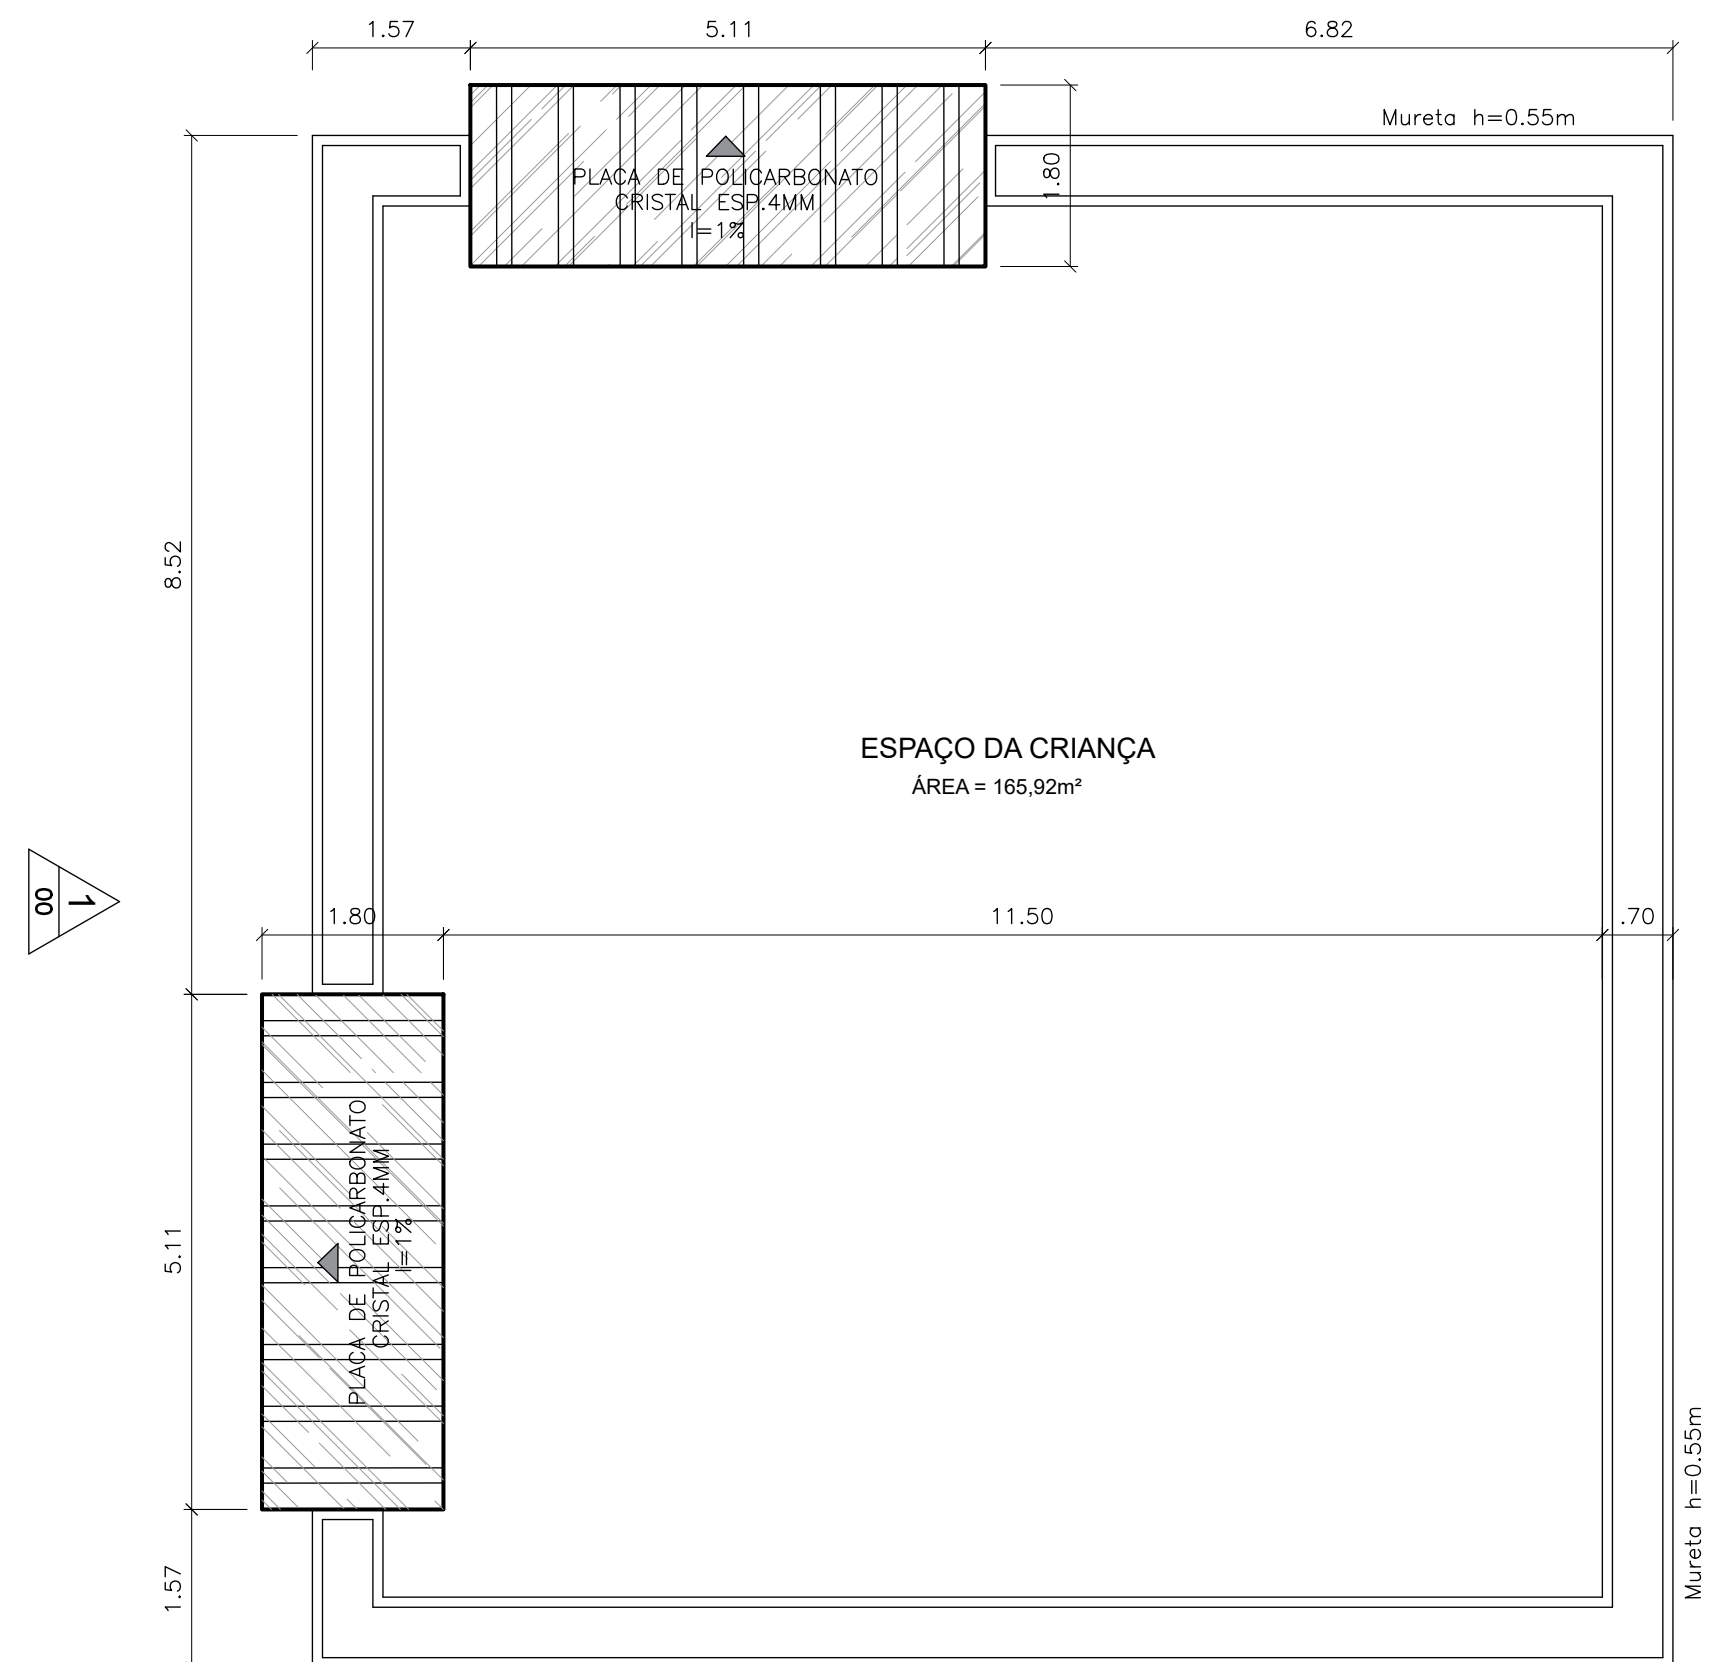 1.57
5.11
6.82
Mureta h=0.55m
1.80
PLACA DE POLICARBONATO
CRISTAL ESP.4MM
I=1%
8.52
ESPAÇO DA CRIANÇA
ÁREA = 165,92m²
1
00
1.80
11.50
.70
PLACA DE POLICARBONATO
CRISTAL ESP.4MM
I=1%
5.11
1.57
Mureta h=0.55m